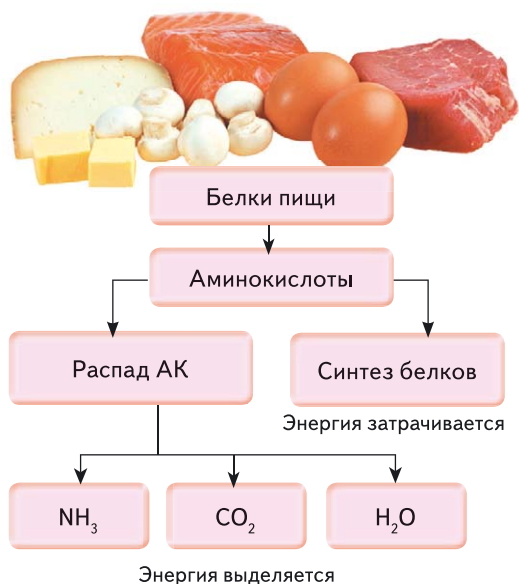 Белки пищи
Аминокислоты
Распад АК
Синтез белков
Энергия затрачивается
NH₃
CO₂
H₂O
Энергия выделяется